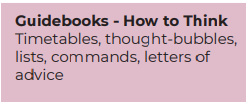 Guidebooks - How to Think
Timetables, thought-bubbles,
lists, commands, letters of
advice